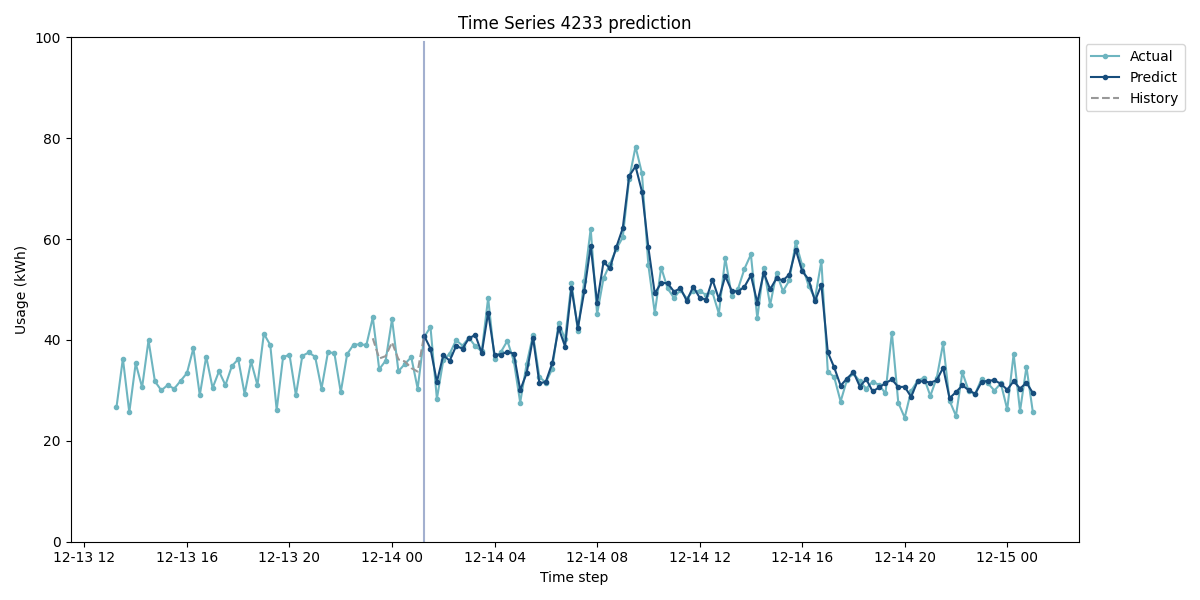 Time Series 4233 prediction
100
80
60
40
20
0
Usage (kWh)
12-13 12
12-13 16
12-13 20
12-14 00
12-14 04
12-14 08
12-14 12
12-14 16
12-14 20
12-15 00
Time step
Actual
Predict
History